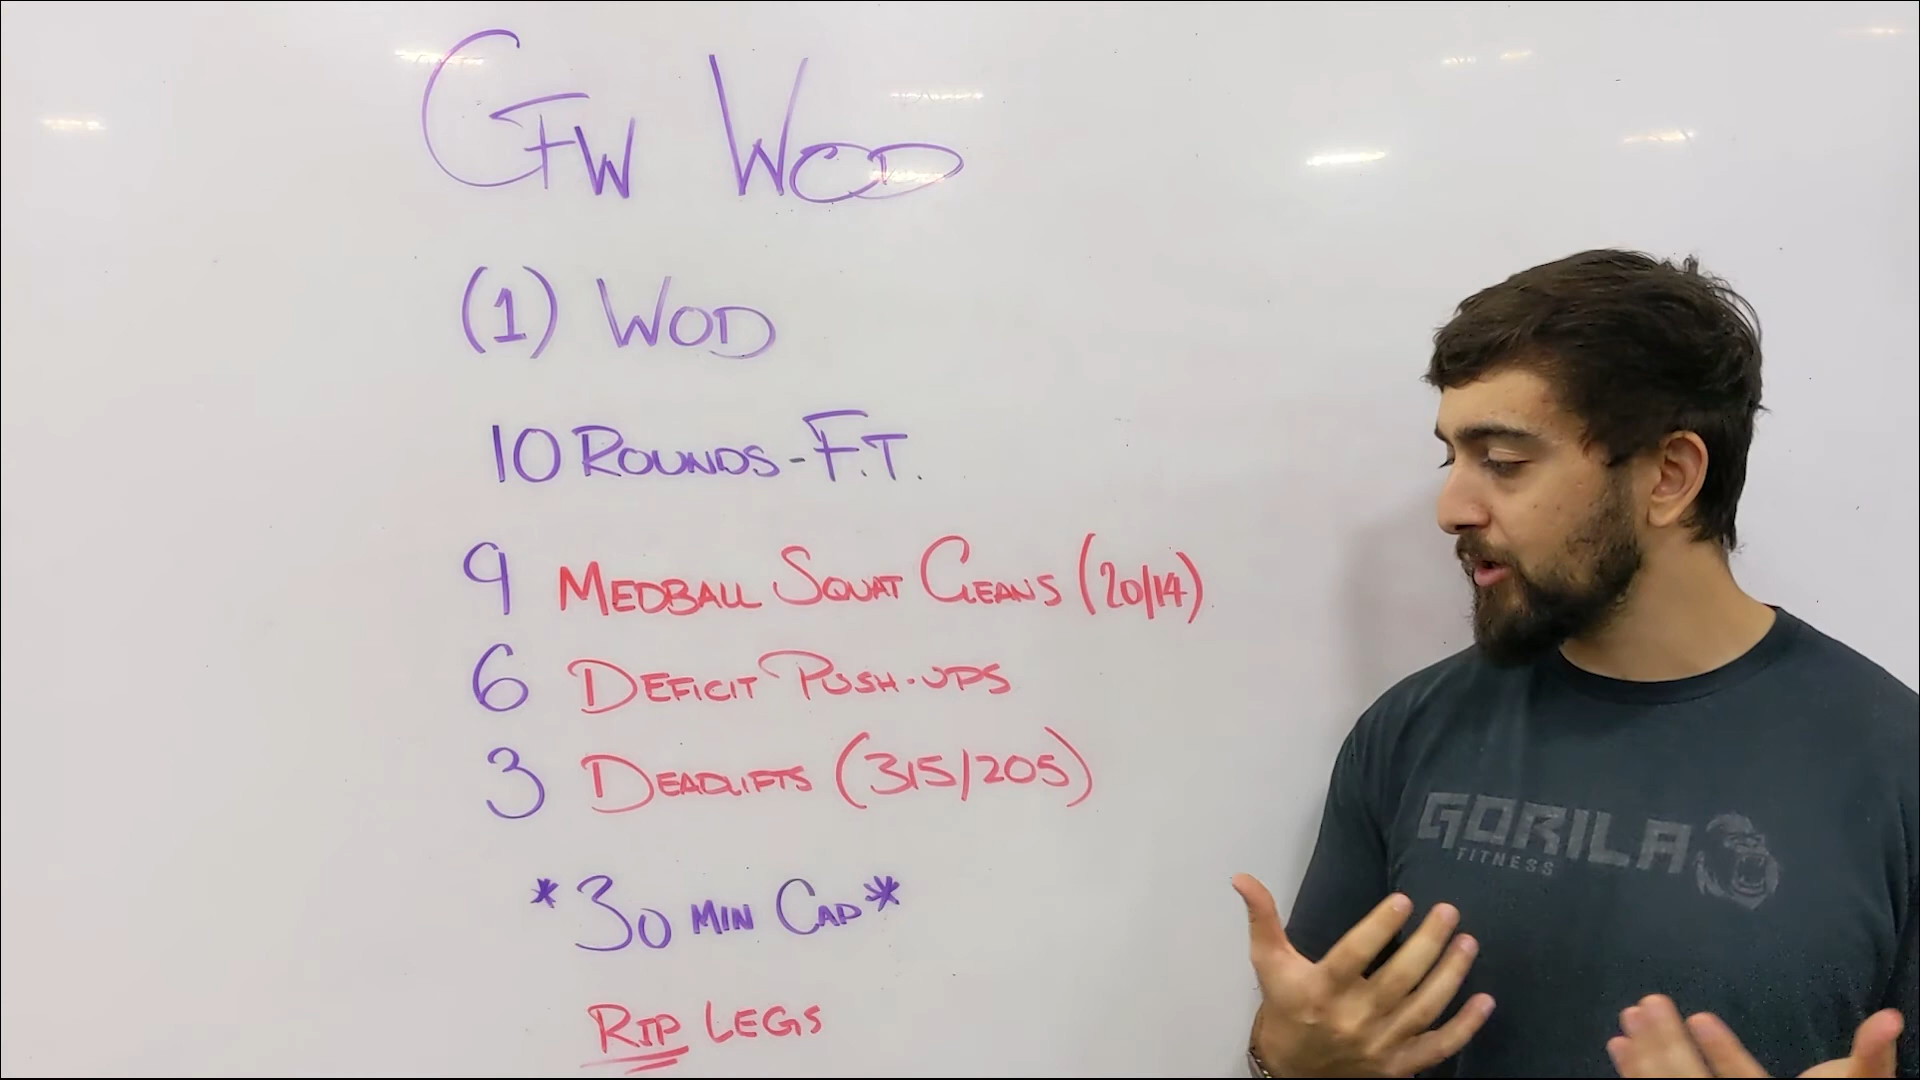 GFW WOD
(1) WOD
10 ROUNDS-F.T.
9 MEDBALL SQUAT CLEANS (20/14)
6 DEFICIT PUSH-UPS
3 DEADLIFTS (315/205)
*30 MIN CAP*
RIP LEGS
GORILA
FITNESS